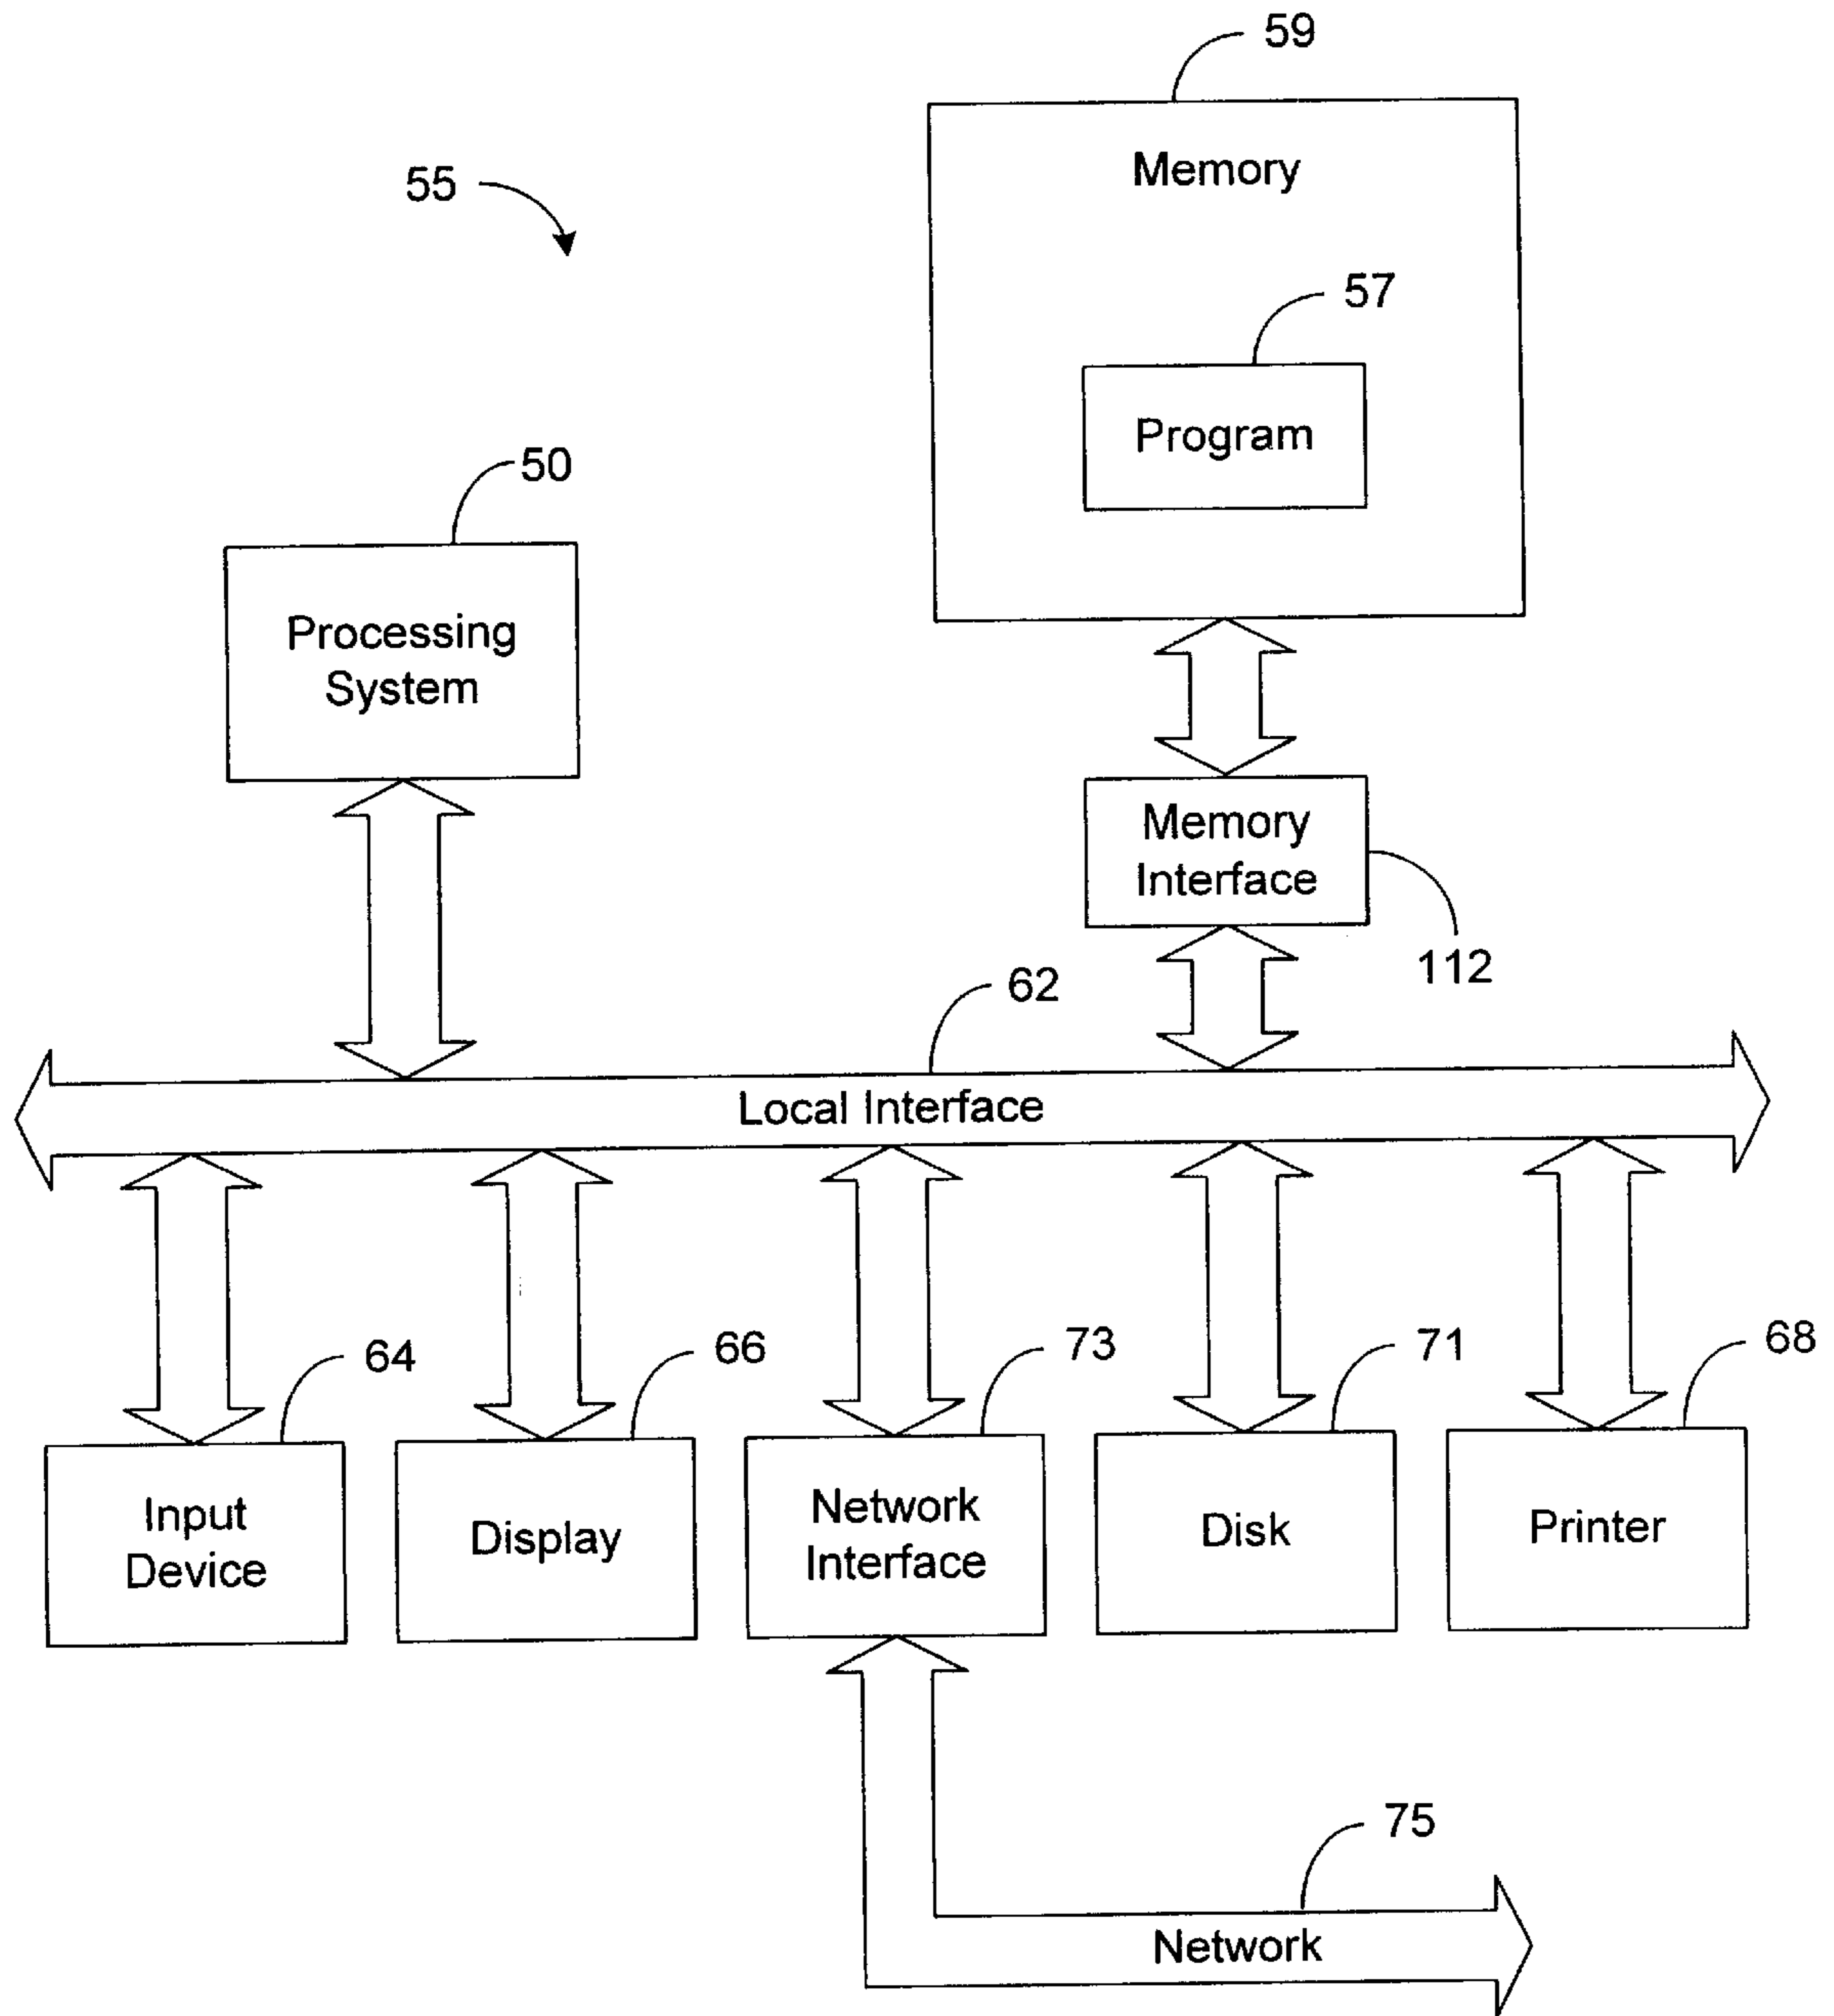 59
Memory
55
57
Program
50
Processing
System
Memory
Interface
112
62
Local Interface
64
66
73
71
68
Input
Device
Display
Network
Interface
Disk
Printer
75
Network